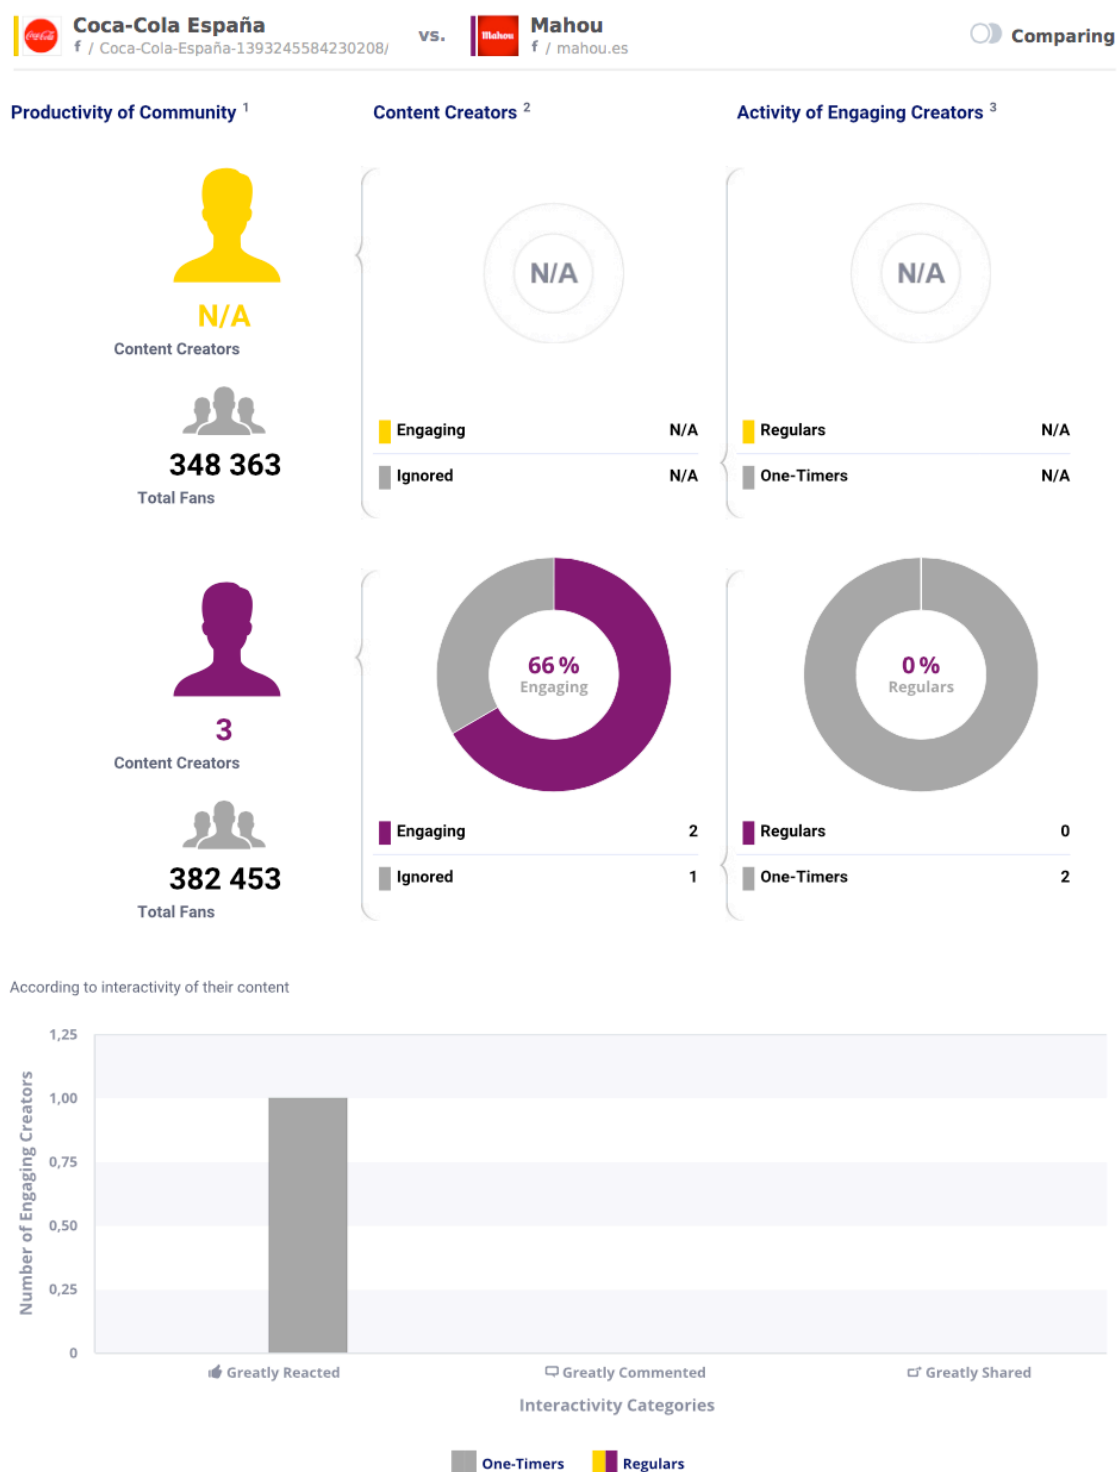 Coca-Cola España
f / Coca-Cola-España-1393245584230208/
vs.
Mahou
Mahou
f / mahou.es
Comparing
Productivity of Community 1
Content Creators 2
Activity of Engaging Creators 3
N/A
Content Creators
348 363
Total Fans
N/A
Engaging N/A
Ignored N/A
N/A
Regulars N/A
One-Timers N/A
3
Content Creators
382 453
Total Fans
66 %
Engaging
Engaging 2
Ignored 1
0 %
Regulars
Regulars 0
One-Timers 2
According to interactivity of their content
Number of Engaging Creators
1,25
1,00
0,75
0,50
0,25
0
Greatly Reacted
Greatly Commented
Greatly Shared
Interactivity Categories
One-Timers
Regulars